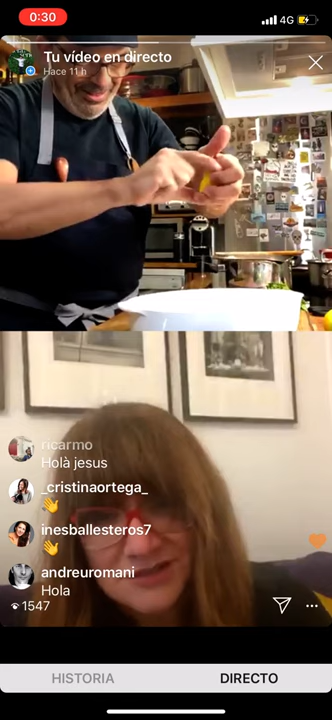 0:30
4G
Tu vídeo en directo
Hace 11 h
ricarmo
Holà jesus
_cristinaortega_
👋
inesballesteros7
👋
andreuromani
Hola
1547
HISTORIA
DIRECTO